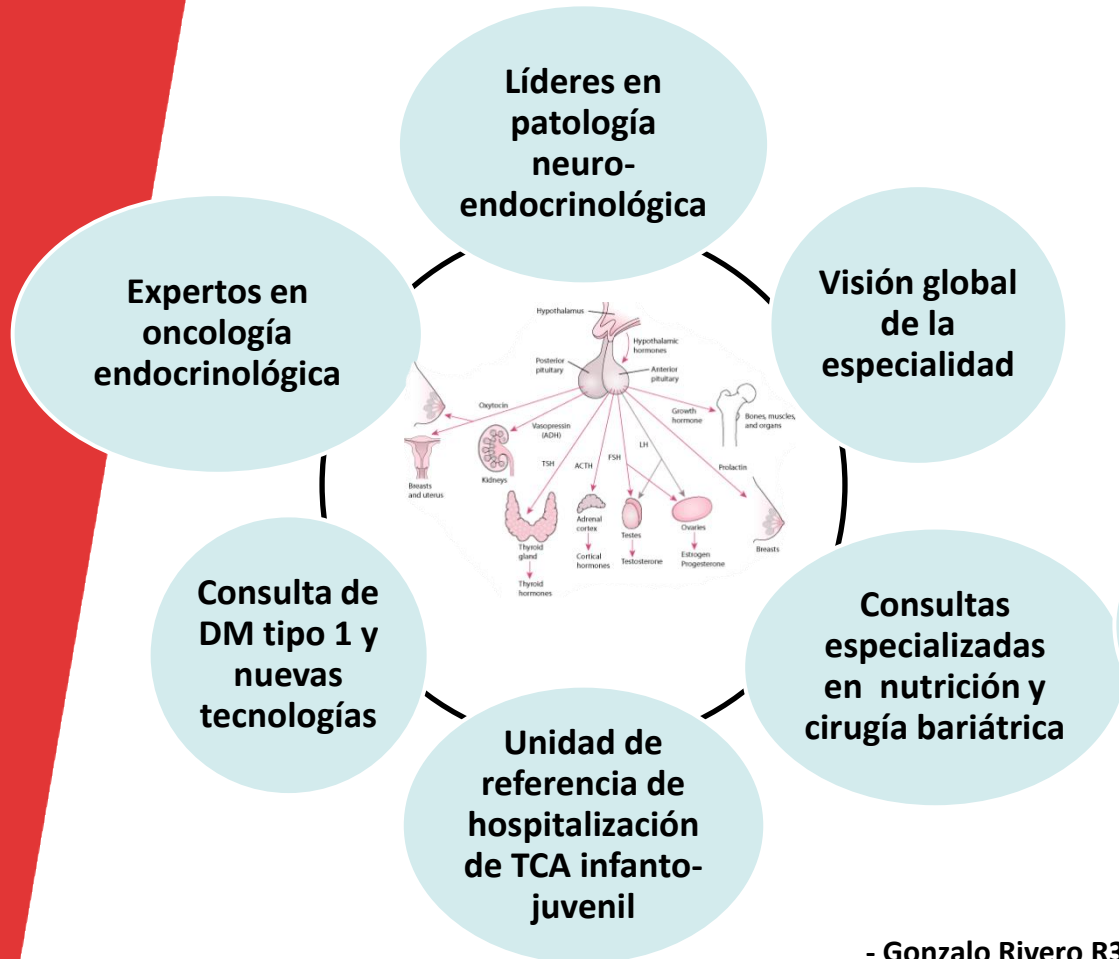 Líderes en
patología
neuro-
endocrinológica
Visión global
de la
especialidad
Consultas
especializadas
en nutrición y
cirugía bariátrica
Unidad de
referencia de
hospitalización
de TCA infanto-
juvenil
Consulta de
DM tipo 1 y
nuevas
tecnologías
Expertos en
oncología
endocrinológica
Hypothalamus
Hypothalamic
hormones
Posterior
pituitary
Anterior
pituitary
Oxytocin
Vasopressin
(ADH)
Growth
hormone
Bones, muscles,
and organs
TSH
ACTH
FSH
LH
Prolactin
Breasts
and uterus
Kidneys
Thyroid
gland
Adrenal
cortex
Testes
Ovaries
Breasts
Thyroid
hormones
Cortical
hormones
Testosterone
Estrogen
Progesterone
- Gonzalo Rivero R3